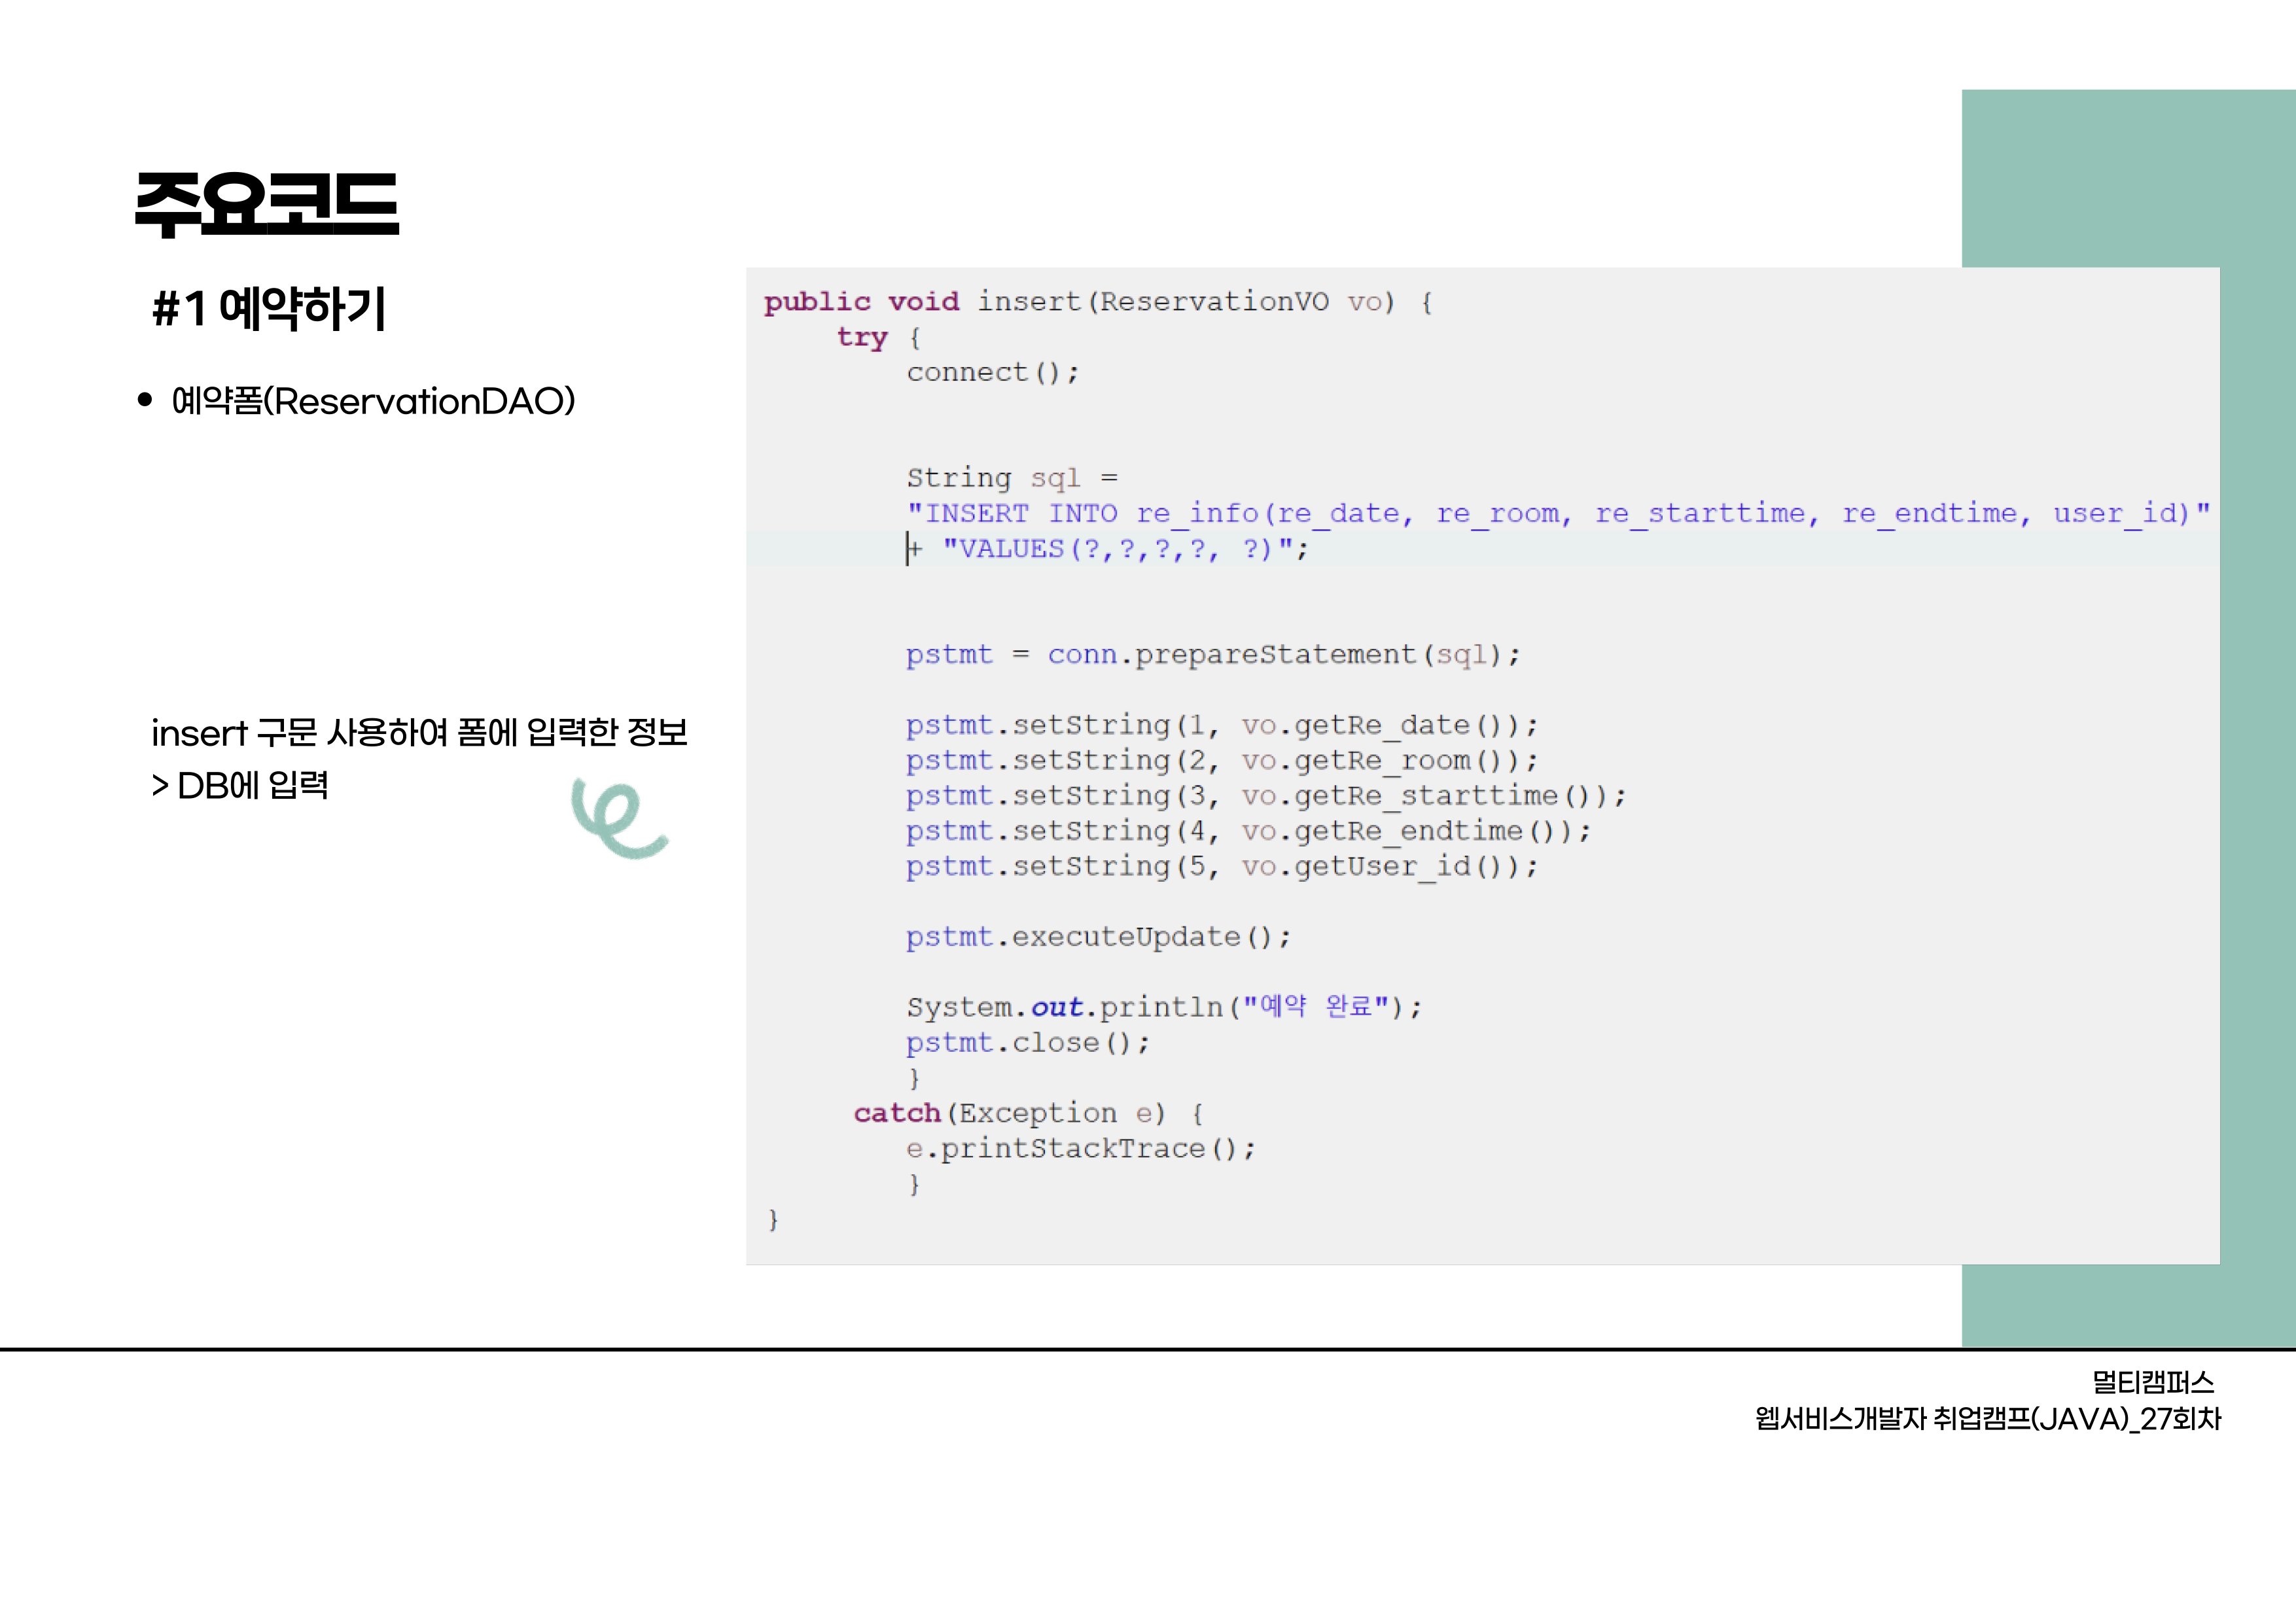 주요코드
#1 예약하기
• 예약폼(ReservationDAO)
insert 구문 사용하여 폼에 입력한 정보
> DB에 입력
public void insert(ReservationVO vo) {
try {
connect();
String sql =
"INSERT INTO re_info(re_date, re_room, re_starttime, re_endtime, user_id)"
+ "VALUES(?,?,?,?, ?)";
pstmt = conn.prepareStatement(sql);
pstmt.setString(1, vo.getRe_date());
pstmt.setString(2, vo.getRe_room());
pstmt.setString(3, vo.getRe_starttime());
pstmt.setString(4, vo.getRe_endtime());
pstmt.setString(5, vo.getUser_id());
pstmt.executeUpdate();
System.out.println("예약 완료");
pstmt.close();
}
catch(Exception e) {
e.printStackTrace();
}
}
멀티캠퍼스
웹서비스개발자 취업캠프(JAVA)_27회차